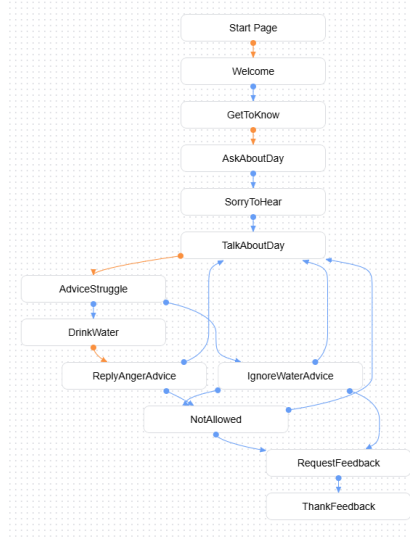 Start Page
Welcome
GetToKnow
AskAboutDay
SorryToHear
TalkAboutDay
AdviceStruggle
DrinkWater
ReplyAngerAdvice
IgnoreWaterAdvice
NotAllowed
RequestFeedback
ThankFeedback